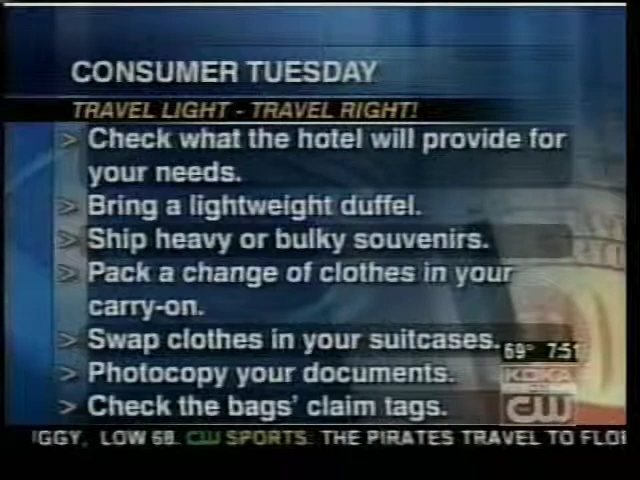 CONSUMER TUESDAY
TRAVEL LIGHT - TRAVEL RIGHT!
> Check what the hotel will provide for
your needs.
> Bring a lightweight duffel.
> Ship heavy or bulky souvenirs.
> Pack a change of clothes in your
carry-on.
> Swap clothes in your suitcases.
69° 7:51
> Photocopy your documents.
KDKA
> Check the bags' claim tags.
CW
IGGY, LOW 68. CW SPORTS: THE PIRATES TRAVEL TO FLOI